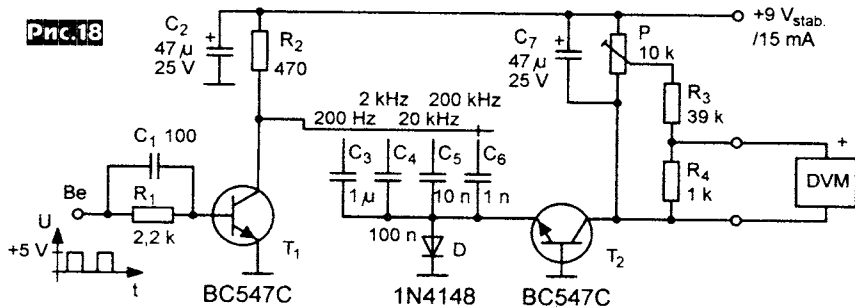 Рис.18
C2
47 µ
25 V
+
R2
470
C7
47 µ
25 V
+
P
10 k
+9 Vstab.
/15 mA
2 kHz 200 kHz
200 Hz 20 kHz
R3
39 k
C1 100
C3 C4 C5 C6
1 µ 10 n 1 n
100 n
R4
1 k
+
DVM
Be
R1
2,2 k
U
+5 V
t
T1
D
T2
BC547C 1N4148 BC547C